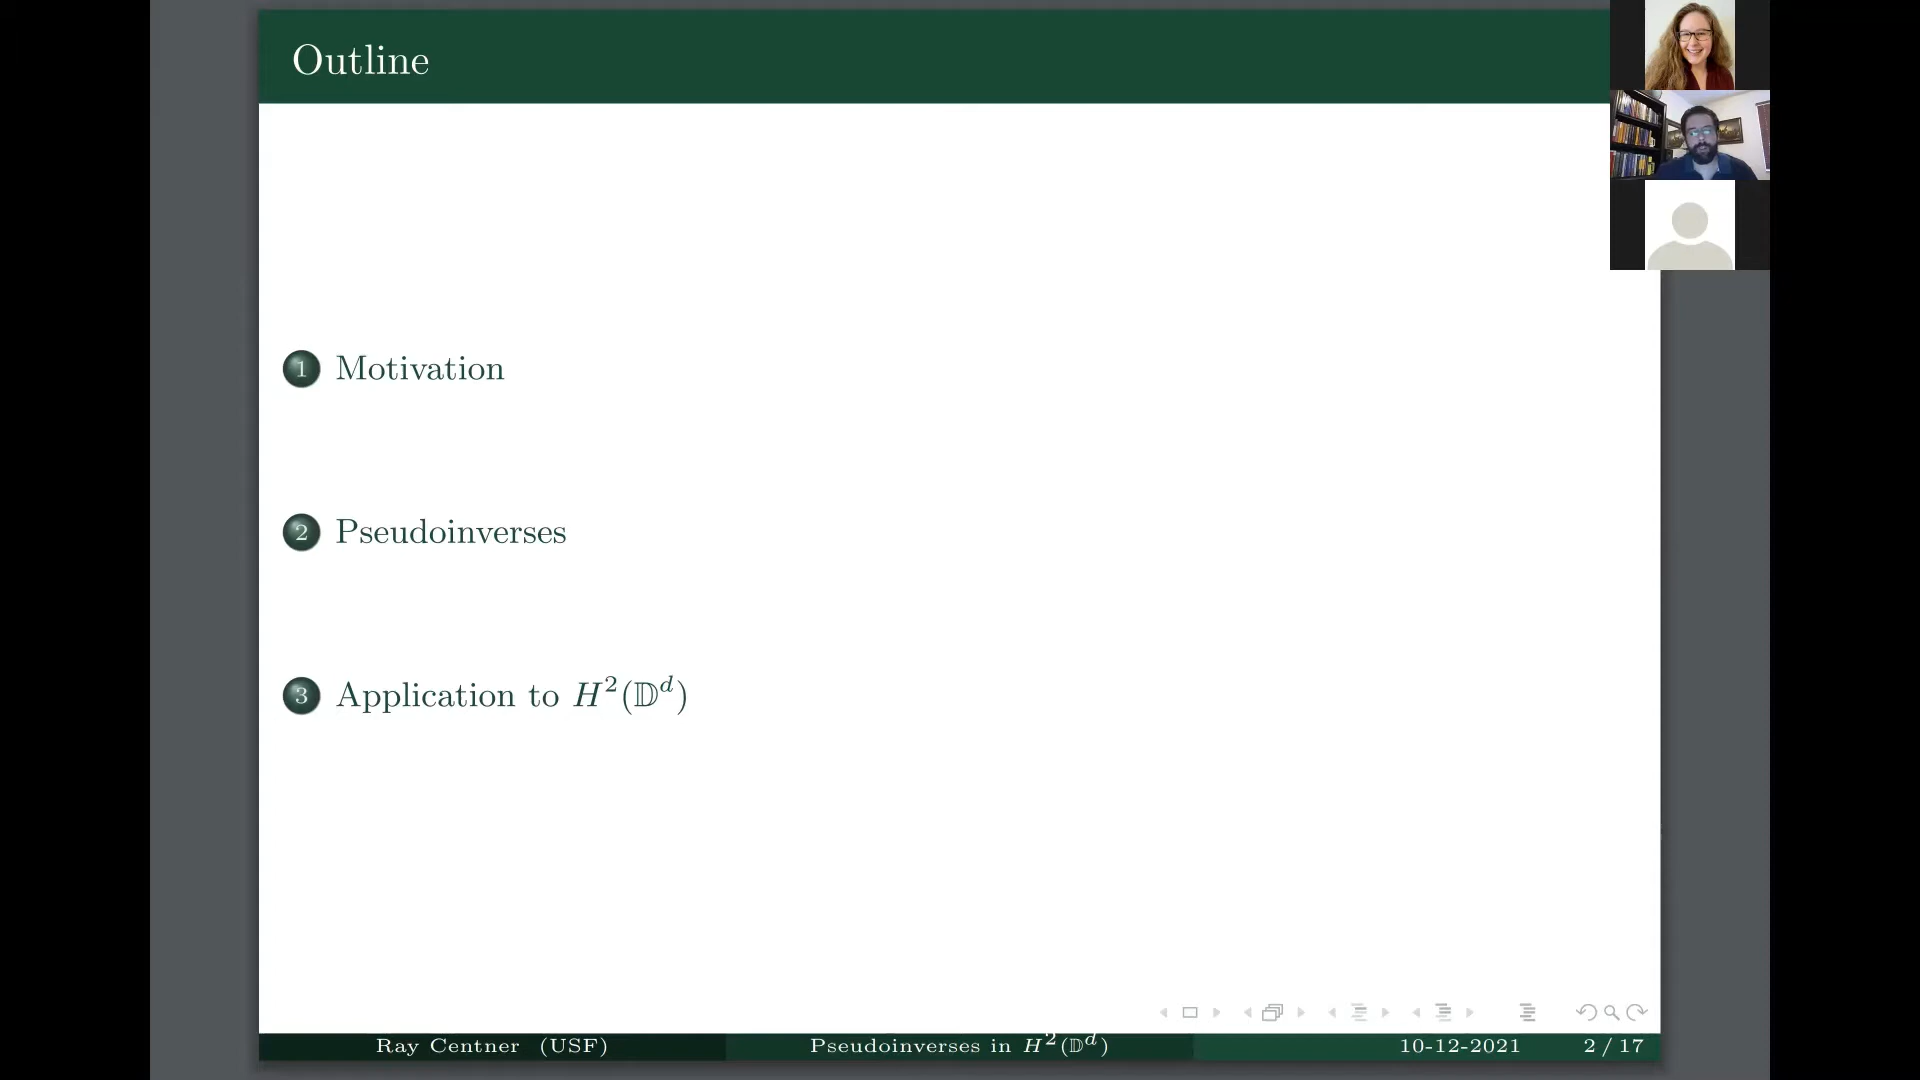 Outline
1 Motivation
2 Pseudoinverses
3 Application to H²(𝔻ᵈ)
Ray Centner (USF) Pseudoinverses in H²(𝔻ᵈ) 10-12-2021 2 / 17